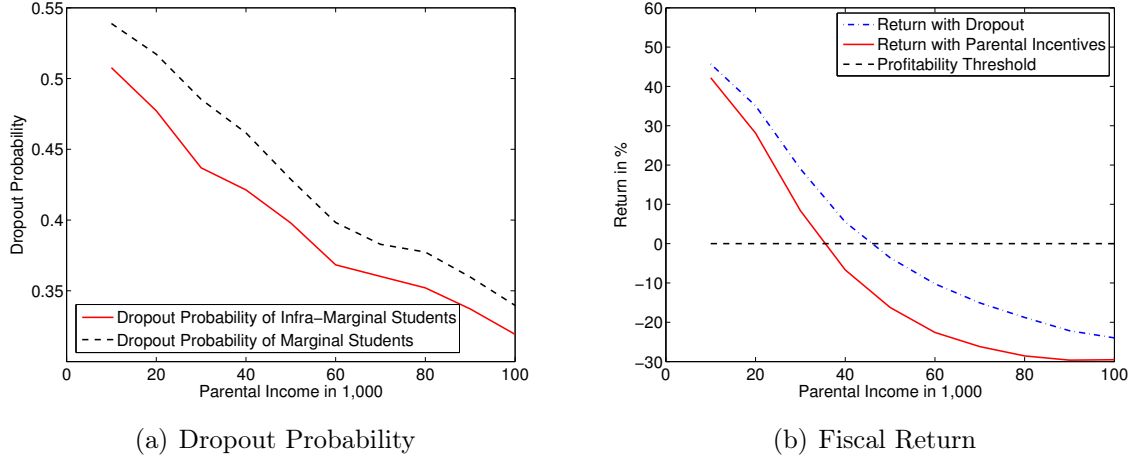 0.55
0.5
0.45
0.4
0.35
0 20 40 60 80 100
Dropout Probability
Parental Income in 1,000
Dropout Probability of Infra−Marginal Students
Dropout Probability of Marginal Students
(a) Dropout Probability
60
50
40
30
20
10
0
−10
−20
−30
0 20 40 60 80 100
Return in %
Parental Income in 1,000
Return with Dropout
Return with Parental Incentives
Profitability Threshold
(b) Fiscal Return